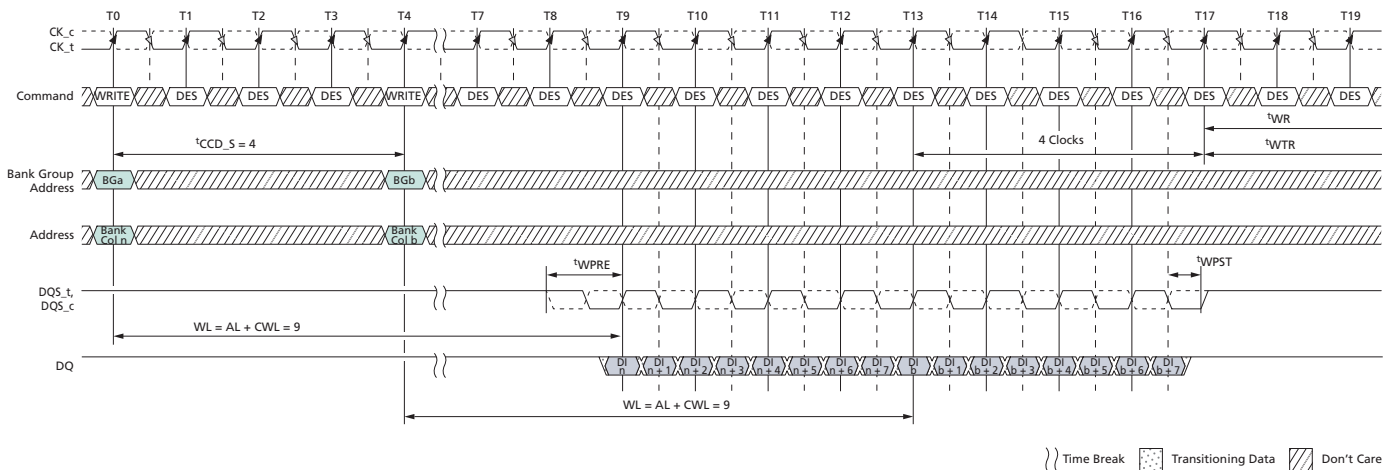 T0 T1 T2 T3 T4 T7 T8 T9 T10 T11 T12 T13 T14 T15 T16 T17 T18 T19
CK_c
CK_t
Command WRITE DES DES DES WRITE DES DES DES DES DES DES DES DES DES DES DES DES DES
tWR
tCCD_S = 4 4 Clocks tWTR
Bank Group
Address BGa BGb
Address
Bank
Col n
Bank
Col b
tWPRE tWPST
DQS_t,
DQS_c
WL = AL + CWL = 9
DQ
DI
n
DI
n + 1
DI
n + 2
DI
n + 3
DI
n + 4
DI
n + 5
DI
n + 6
DI
n + 7
DI
b
DI
b + 1
DI
b + 2
DI
b + 3
DI
b + 4
DI
b + 5
DI
b + 6
DI
b + 7
WL = AL + CWL = 9
Time Break Transitioning Data Don't Care